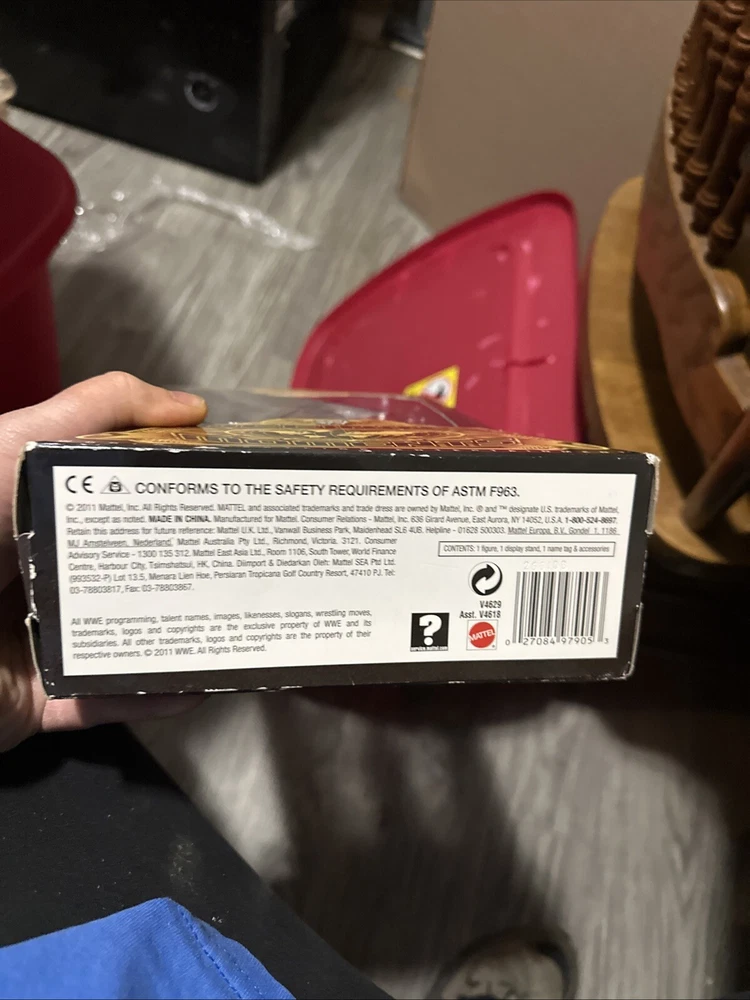 CE CONFORMS TO THE SAFETY REQUIREMENTS OF ASTM F963.
© 2011 Mattel, Inc. All Rights Reserved. MATTEL and associated trademarks and trade dress are owned by Mattel, Inc. ® and ™ designate U.S. trademarks of Mattel,
Inc., except as noted. MADE IN CHINA. Manufactured for Mattel. Consumer Relations - Mattel, Inc. 636 Girard Avenue, East Aurora, NY 14052, U.S.A. 1-800-524-8697.
Retain this address for future reference: Mattel U.K. Ltd., Vanwall Business Park, Maidenhead SL6 4UB. Helpline - 01628 500303. Mattel Europa, B.V., Gondel 1, 1186
MJ Amstelveen, Nederland. Mattel Australia Pty Ltd., Richmond, Victoria. 3121. Consumer
Advisory Service - 1300 135 312. Mattel East Asia Ltd., Room 1106, South Tower, World Finance
Centre, Harbour City, Tsimshatsui, HK, China. Diimport & Diedarkan Oleh: Mattel SEA Ptd Ltd.
(993532-P) Lot 13.5, Menara Lien Hoe, Persiaran Tropicana Golf Country Resort, 47410 PJ. Tel:
03-78803817, Fax: 03-78803867.
CONTENTS: 1 figure, 1 display stand, 1 name tag & accessories
All WWE programming, talent names, images, likenesses, slogans, wrestling moves,
trademarks, logos and copyrights are the exclusive property of WWE and its
subsidiaries. All other trademarks, logos and copyrights are the property of their
respective owners. © 2011 WWE. All Rights Reserved.
?
service.mattel.com
V4629
Asst. V4618
MATTEL
0 27084 97905 3